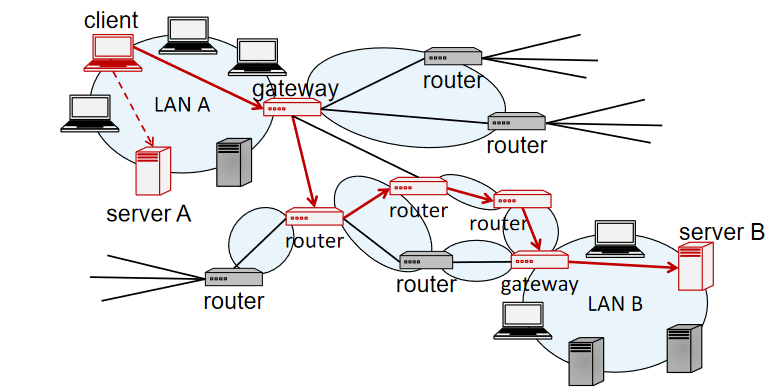 client
gateway
router
LAN A
router
server A
router
router
router
server B
router
router
gateway
LAN B